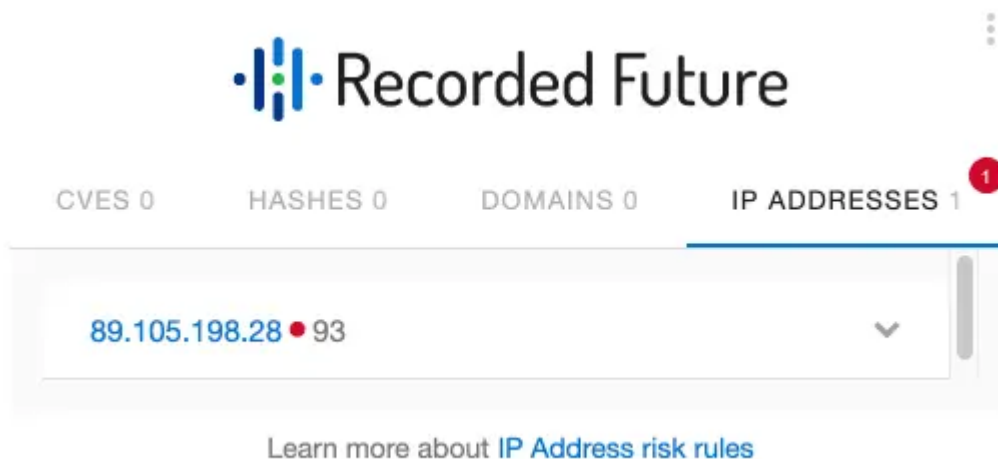 Recorded Future
CVES 0 HASHES 0 DOMAINS 0 IP ADDRESSES 1 1
89.105.198.28 93
Learn more about IP Address risk rules